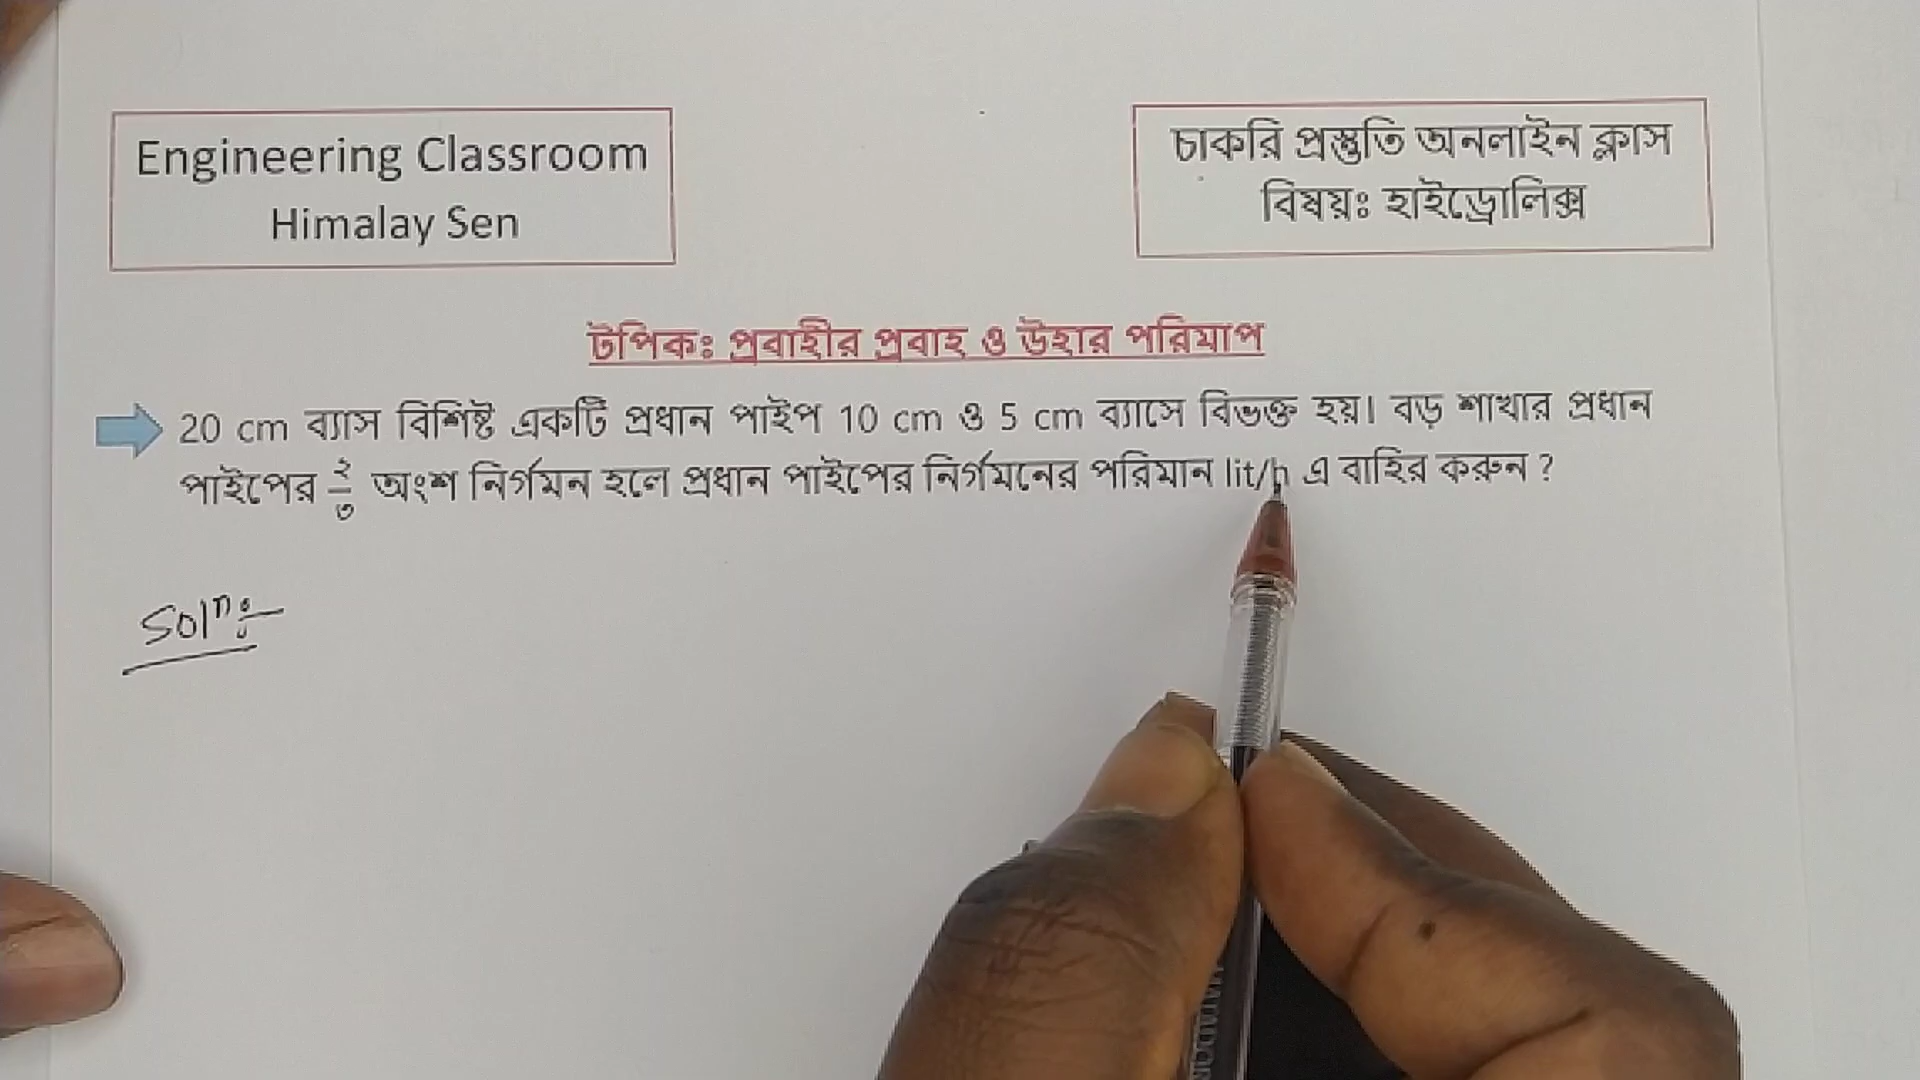 Engineering Classroom
Himalay Sen
চাকরি প্রস্তুতি অনলাইন ক্লাস
বিষয়ঃ হাইড্রোলিক্স
টপিকঃ প্রবাহীর প্রবাহ ও উহার পরিমাপ
20 cm ব্যাস বিশিষ্ট একটি প্রধান পাইপ 10 cm ও 5 cm ব্যাসে বিভক্ত হয়। বড় শাখার প্রধান
পাইপের ২/৩ অংশ নির্গমন হলে প্রধান পাইপের নির্গমনের পরিমান lit/h এ বাহির করুন ?
Soln:-